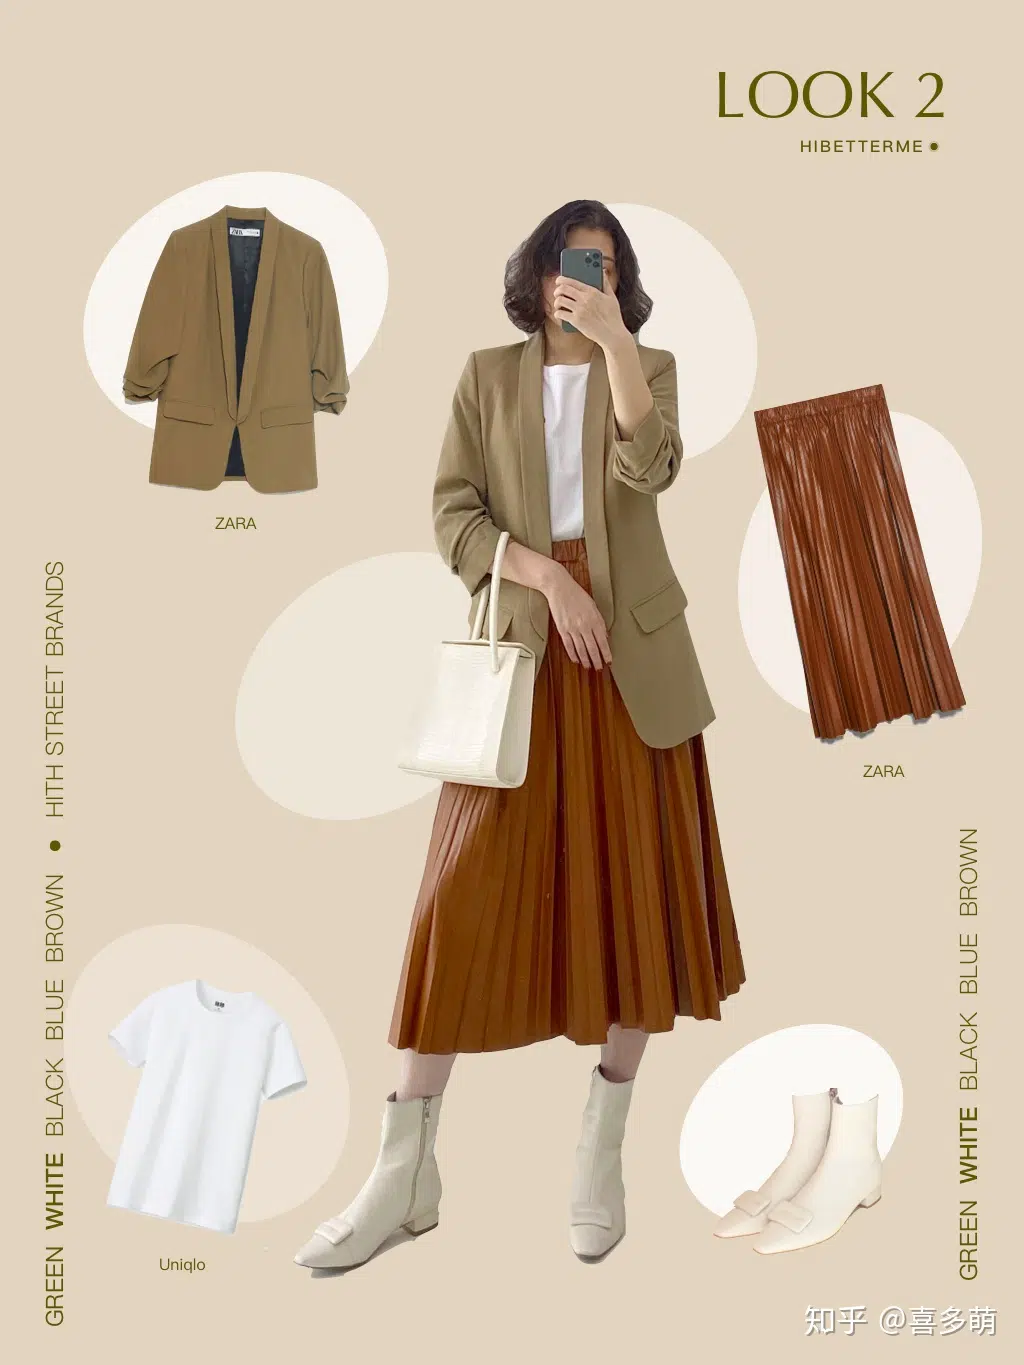 LOOK 2
HIBETTERME ●
ZARA
ZARA
ZARA
Uniqlo
GREEN WHITE BLACK BLUE BROWN ● HITH STREET BRANDS
GREEN WHITE BLACK BLUE BROWN
知乎 @喜多萌